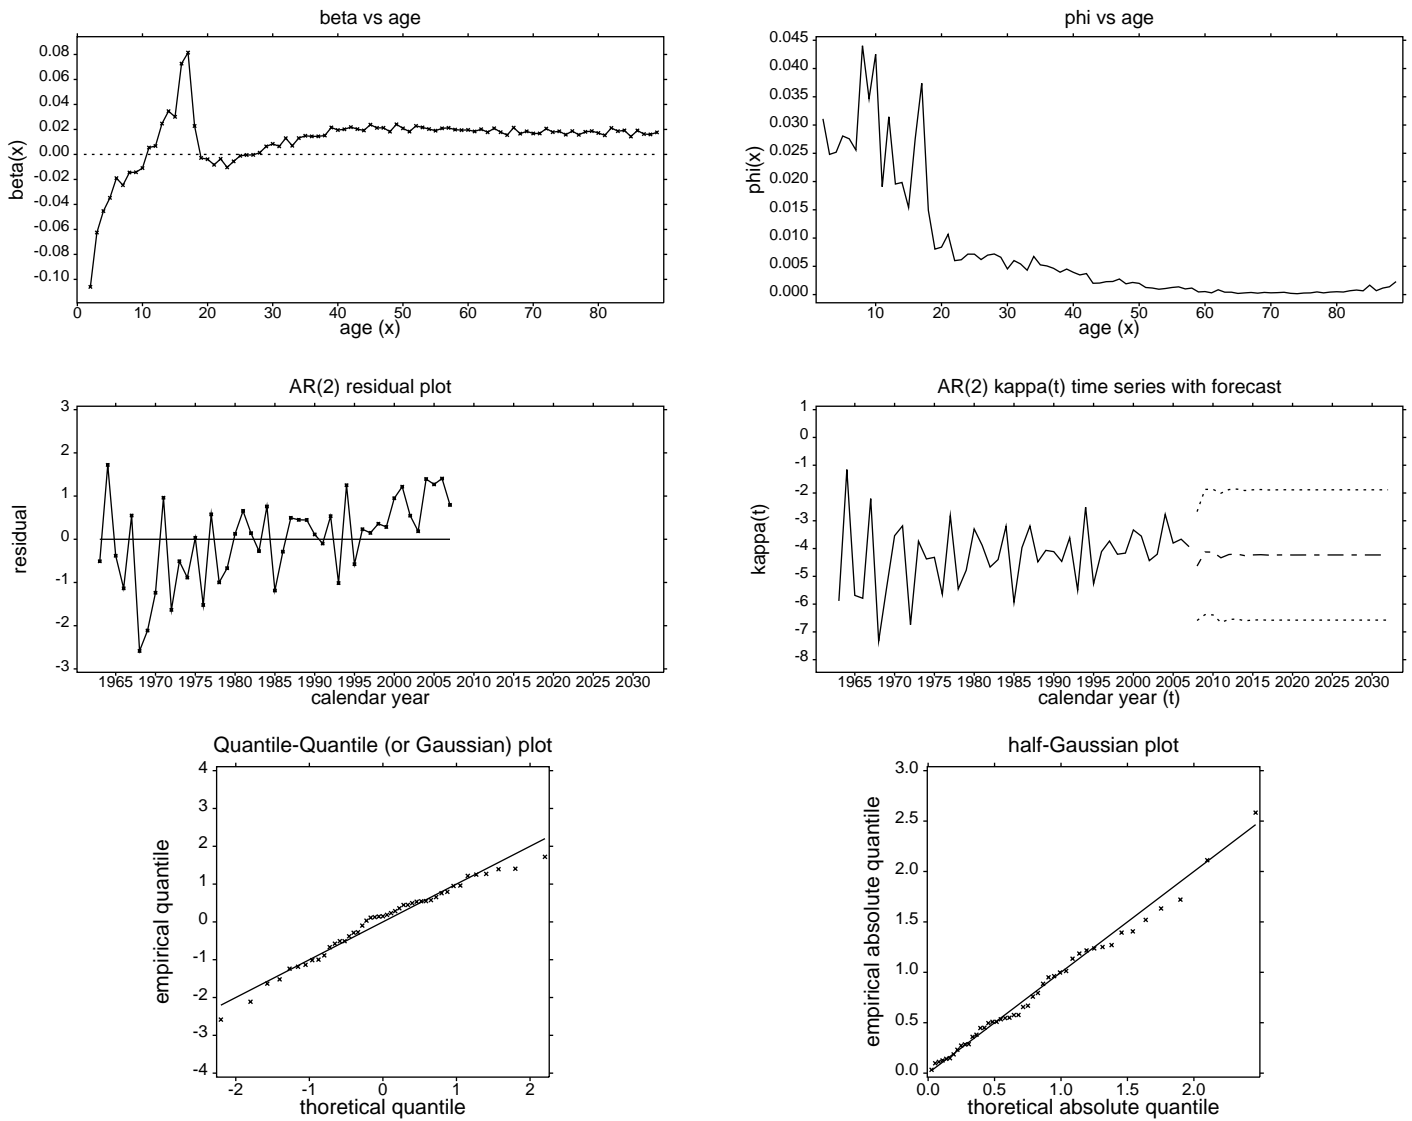 beta vs age
0.08
0.06
0.04
0.02
0.00
-0.02
-0.04
-0.06
-0.08
-0.10
beta(x)
0 10 20 30 40 50 60 70 80
age (x)
phi vs age
0.045
0.040
0.035
0.030
0.025
0.020
0.015
0.010
0.005
0.000
phi(x)
10 20 30 40 50 60 70 80
age (x)
AR(2) residual plot
3
2
1
0
-1
-2
-3
residual
1965 1970 1975 1980 1985 1990 1995 2000 2005 2010 2015 2020 2025 2030
calendar year
AR(2) kappa(t) time series with forecast
1
0
-1
-2
-3
-4
-5
-6
-7
-8
kappa(t)
1965 1970 1975 1980 1985 1990 1995 2000 2005 2010 2015 2020 2025 2030
calendar year (t)
Quantile-Quantile (or Gaussian) plot
4
3
2
1
0
-1
-2
-3
-4
empirical quantile
-2 -1 0 1 2
thoretical quantile
half-Gaussian plot
3.0
2.5
2.0
1.5
1.0
0.5
0.0
empirical absolute quantile
0.0 0.5 1.0 1.5 2.0
thoretical absolute quantile